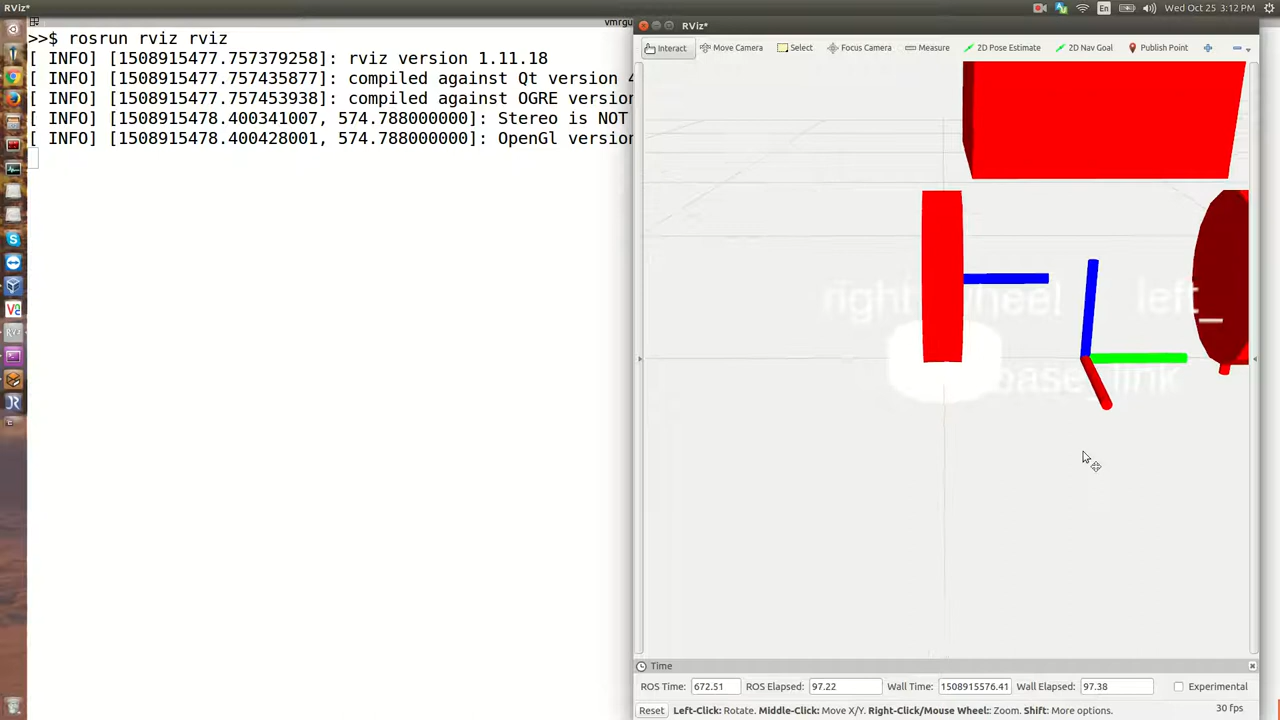 RViz*
En
Wed Oct 25 3:12 PM
vmrgu
>>$ rosrun rviz rviz
[ INFO] [1508915477.757379258]: rviz version 1.11.18
[ INFO] [1508915477.757435877]: compiled against Qt version 4
[ INFO] [1508915477.757453938]: compiled against OGRE version
[ INFO] [1508915478.400341007, 574.788000000]: Stereo is NOT
[ INFO] [1508915478.400428001, 574.788000000]: OpenGl version
RViz*
Interact Move Camera Select Focus Camera Measure 2D Pose Estimate 2D Nav Goal Publish Point
right_wheel left_
base_link
Time
ROS Time: 672.51 ROS Elapsed: 97.22 Wall Time: 1508915576.41 Wall Elapsed: 97.38 Experimental
Reset Left-Click: Rotate. Middle-Click: Move X/Y. Right-Click/Mouse Wheel:: Zoom. Shift: More options. 30 fps